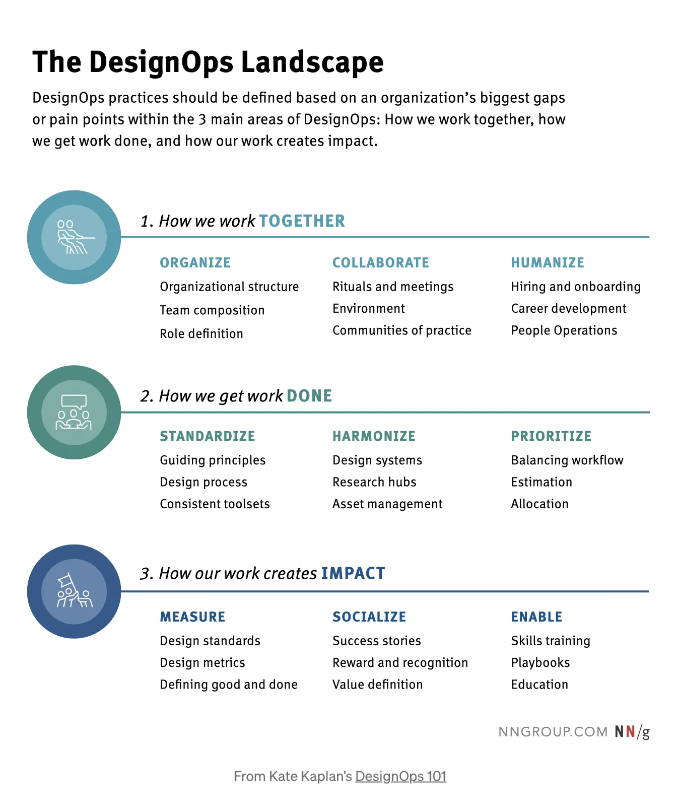 The DesignOps Landscape
DesignOps practices should be defined based on an organization’s biggest gaps
or pain points within the 3 main areas of DesignOps: How we work together, how
we get work done, and how our work creates impact.
1. How we work TOGETHER
ORGANIZE
Organizational structure
Team composition
Role definition
COLLABORATE
Rituals and meetings
Environment
Communities of practice
HUMANIZE
Hiring and onboarding
Career development
People Operations
2. How we get work DONE
STANDARDIZE
Guiding principles
Design process
Consistent toolsets
HARMONIZE
Design systems
Research hubs
Asset management
PRIORITIZE
Balancing workflow
Estimation
Allocation
3. How our work creates IMPACT
MEASURE
Design standards
Design metrics
Defining good and done
SOCIALIZE
Success stories
Reward and recognition
Value definition
ENABLE
Skills training
Playbooks
Education
NNGROUP.COM NN/g
From Kate Kaplan’s DesignOps 101